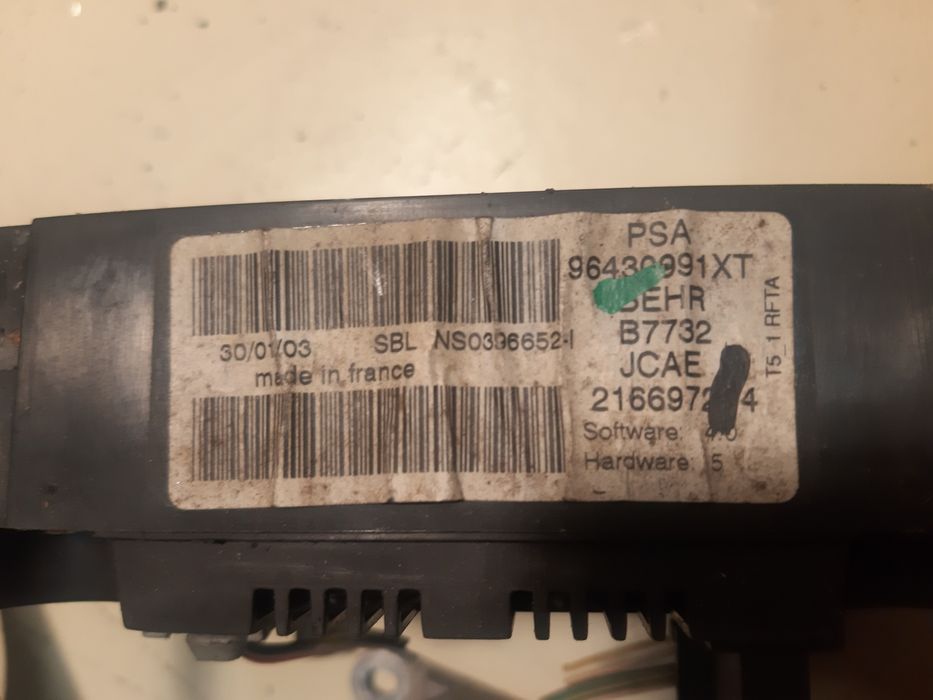 30/01/03 SBL NS0396652-I
made in france
PSA
96430991XT
BEHR
B7732
JCAE
Software: 4.0
Hardware: 5
T5_1 RFTA